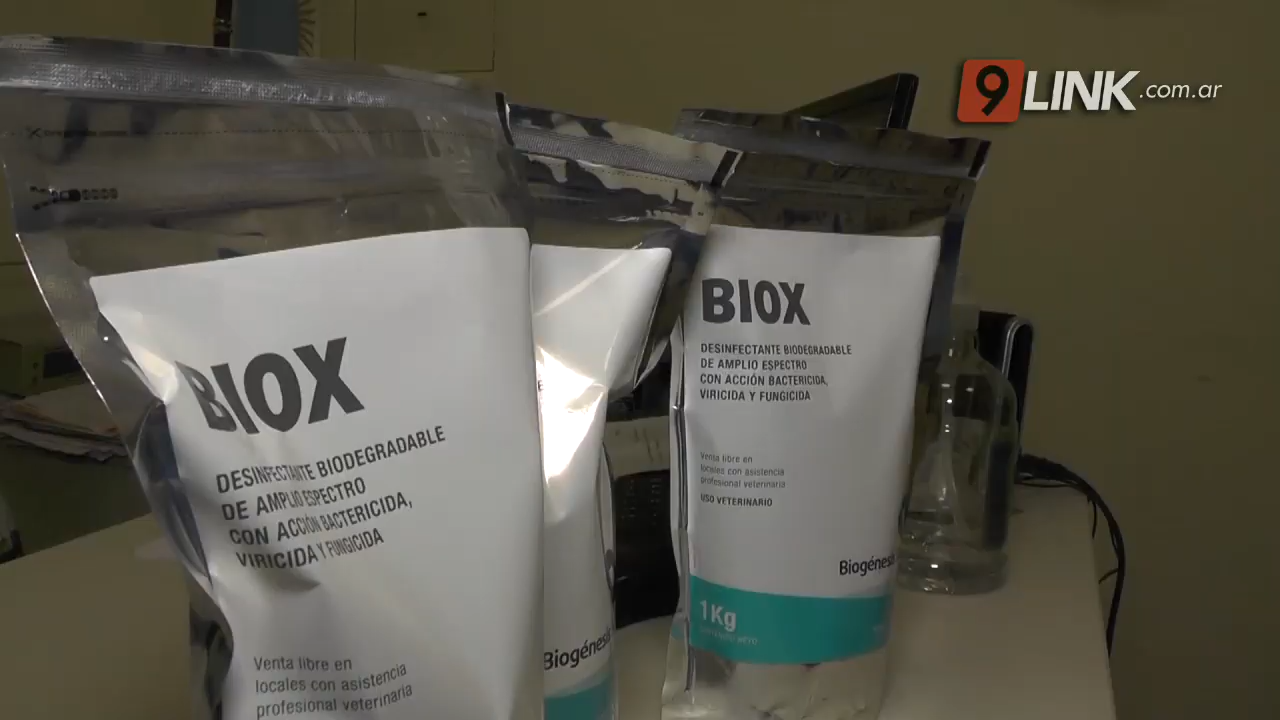 9 LINK.com.ar
BIOX
DESINFECTANTE BIODEGRADABLE
DE AMPLIO ESPECTRO
CON ACCIÓN BACTERICIDA,
VIRICIDA Y FUNGICIDA
Venta libre en
locales con asistencia
profesional veterinaria
Biogénesis
BIOX
DESINFECTANTE BIODEGRADABLE
DE AMPLIO ESPECTRO
CON ACCIÓN BACTERICIDA,
VIRICIDA Y FUNGICIDA
Venta libre en
locales con asistencia
profesional veterinaria
USO VETERINARIO
Biogénesis
1Kg